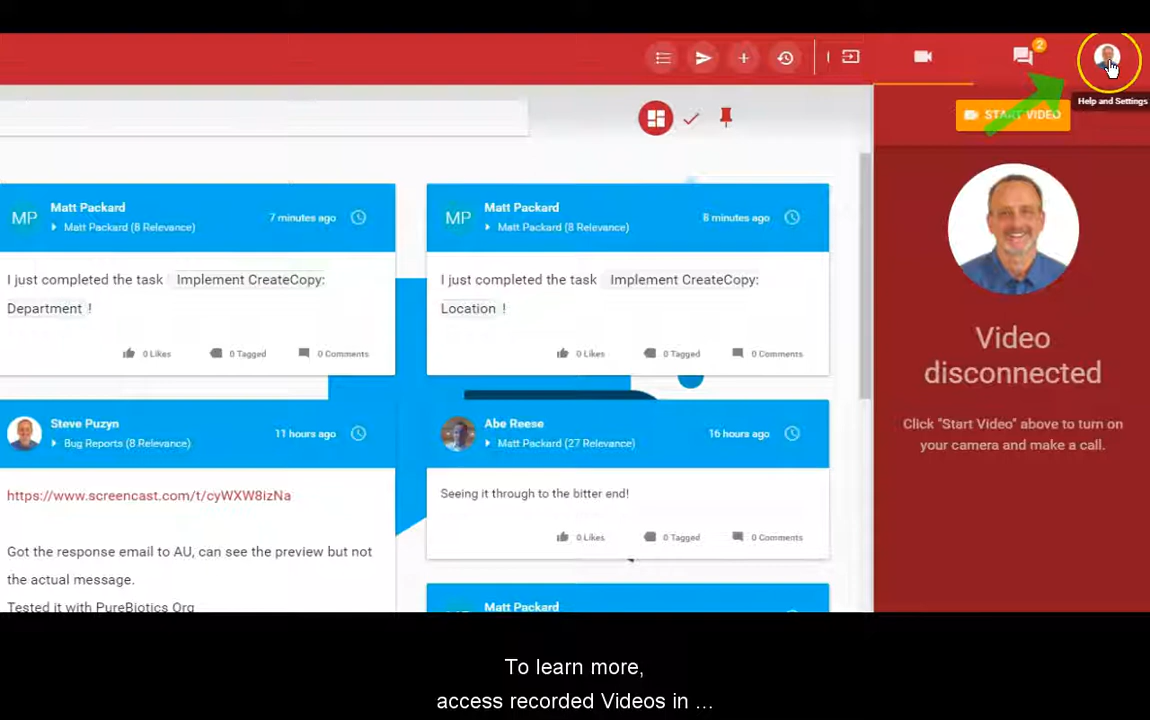 2
Help and Settings
START VIDEO
MP
Matt Packard
Matt Packard (8 Relevance)
7 minutes ago
I just completed the task Implement CreateCopy:
Department !
0 Likes 0 Tagged 0 Comments
MP
Matt Packard
Matt Packard (8 Relevance)
8 minutes ago
I just completed the task Implement CreateCopy:
Location !
0 Likes 0 Tagged 0 Comments
Video
disconnected
Click "Start Video" above to turn on
your camera and make a call.
Steve Puzyn
Bug Reports (8 Relevance)
11 hours ago
https://www.screencast.com/t/cyWXW8izNa
Got the response email to AU, can see the preview but not
the actual message.
Tested it with PureBiotics Org
Abe Reese
Matt Packard (27 Relevance)
16 hours ago
Seeing it through to the bitter end!
0 Likes 0 Tagged 0 Comments
Matt Packard
To learn more,
access recorded Videos in ...